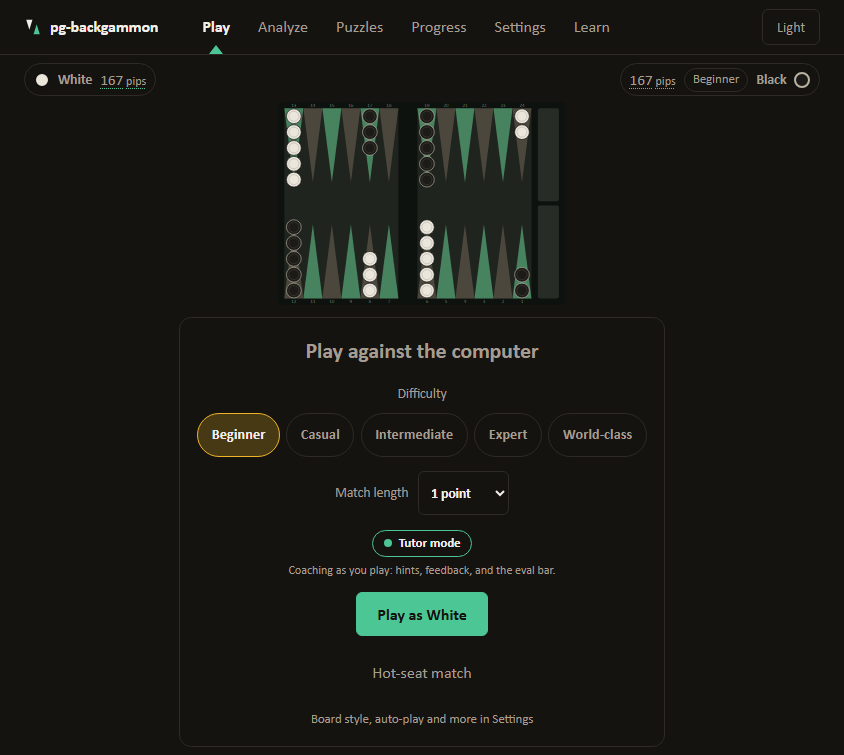 pg-backgammon Play Analyze Puzzles Progress Settings Learn Light
White 167 pips 167 pips Beginner Black
Play against the computer
Difficulty
Beginner Casual Intermediate Expert World-class
Match length 1 point
Tutor mode
Coaching as you play: hints, feedback, and the eval bar.
Play as White
Hot-seat match
Board style, auto-play and more in Settings